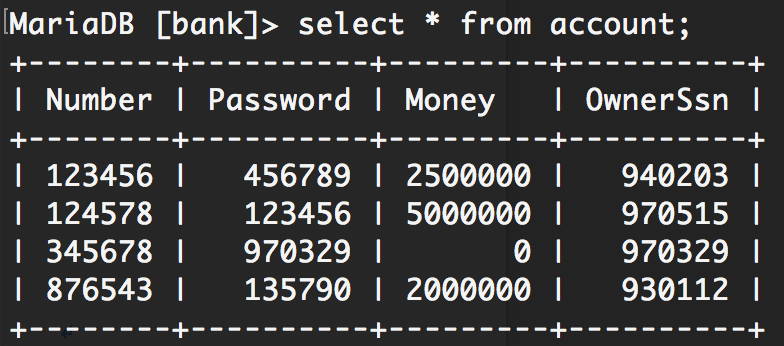 MariaDB [bank]> select * from account;
+--------+----------+---------+----------+
| Number | Password | Money   | OwnerSsn |
+--------+----------+---------+----------+
| 123456 |   456789 | 2500000 |   940203 |
| 124578 |   123456 | 5000000 |   970515 |
| 345678 |   970329 |       0 |   970329 |
| 876543 |   135790 | 2000000 |   930112 |
+--------+----------+---------+----------+